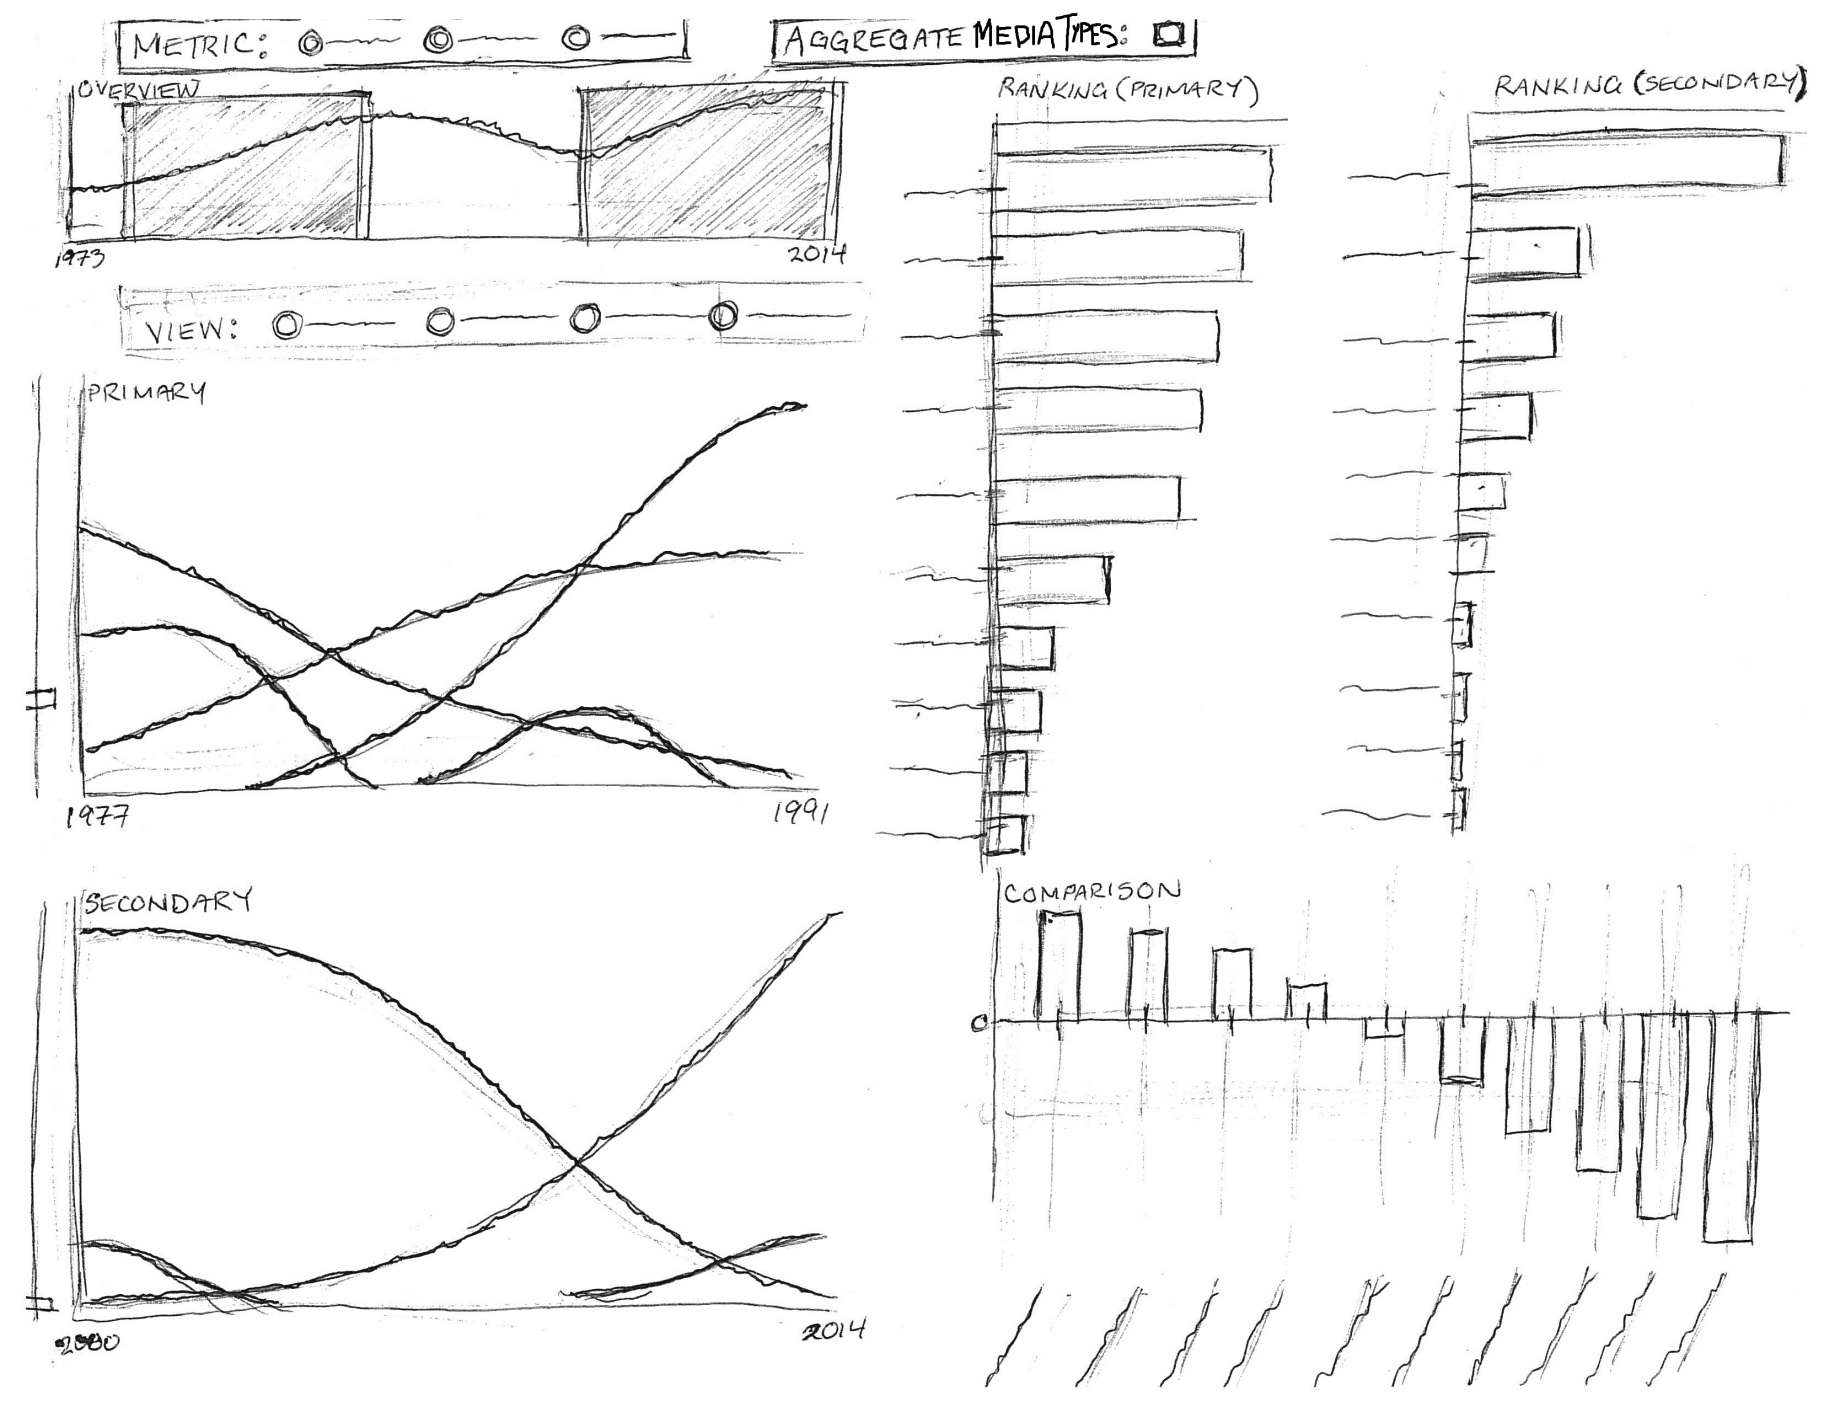 METRIC:
AGGREGATE MEDIA TYPES:
OVERVIEW
1973
2014
VIEW:
PRIMARY
1977
1991
SECONDARY
2000
2014
RANKING (PRIMARY)
RANKING (SECONDARY)
COMPARISON
0